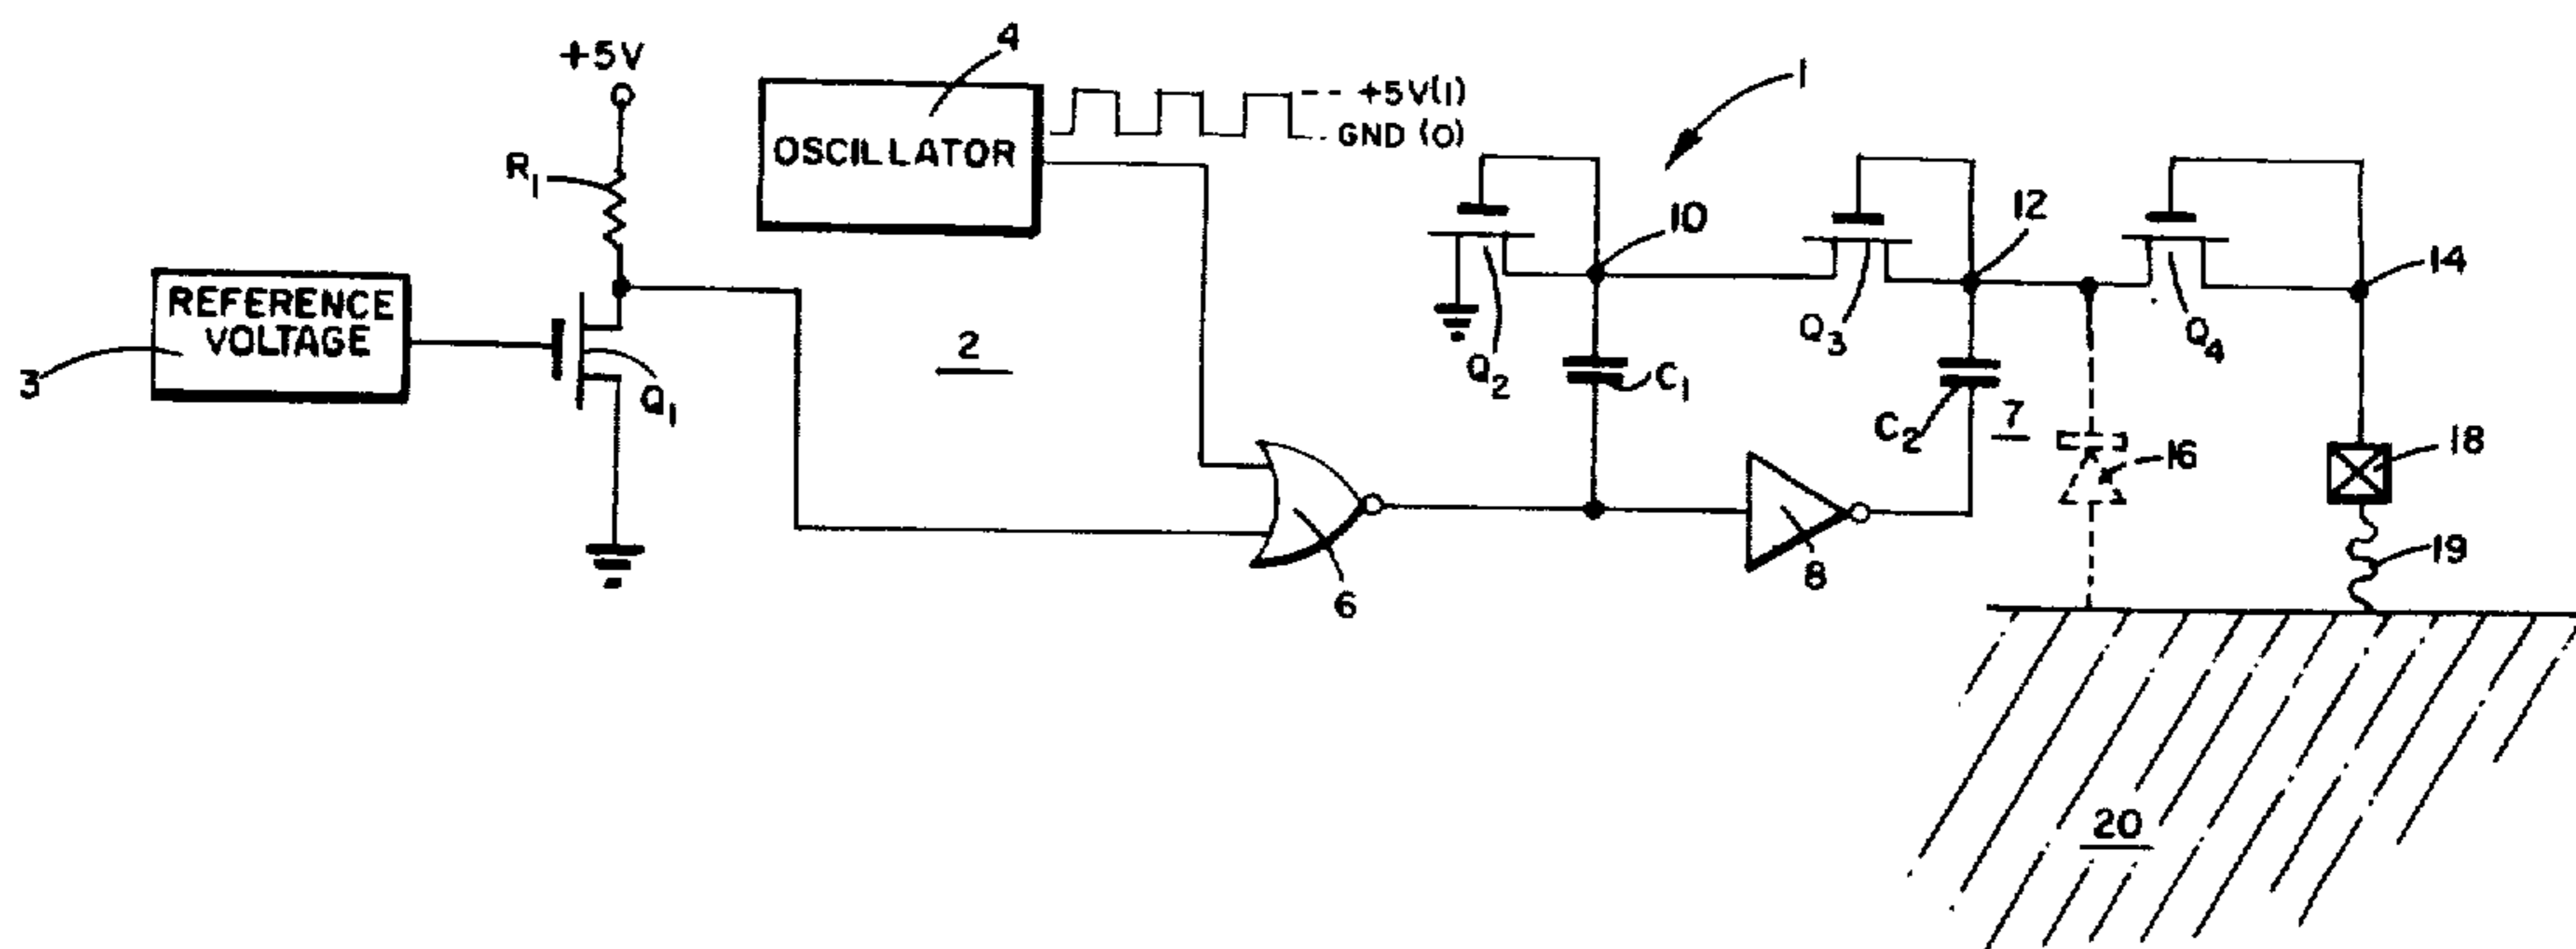 4
+5V
1
+5V(1)
GND (0)
OSCILLATOR
R1
10
12
14
REFERENCE
VOLTAGE
3
2
Q1
Q2
C1
Q3
C2
7
Q4
16
18
19
6
8
20